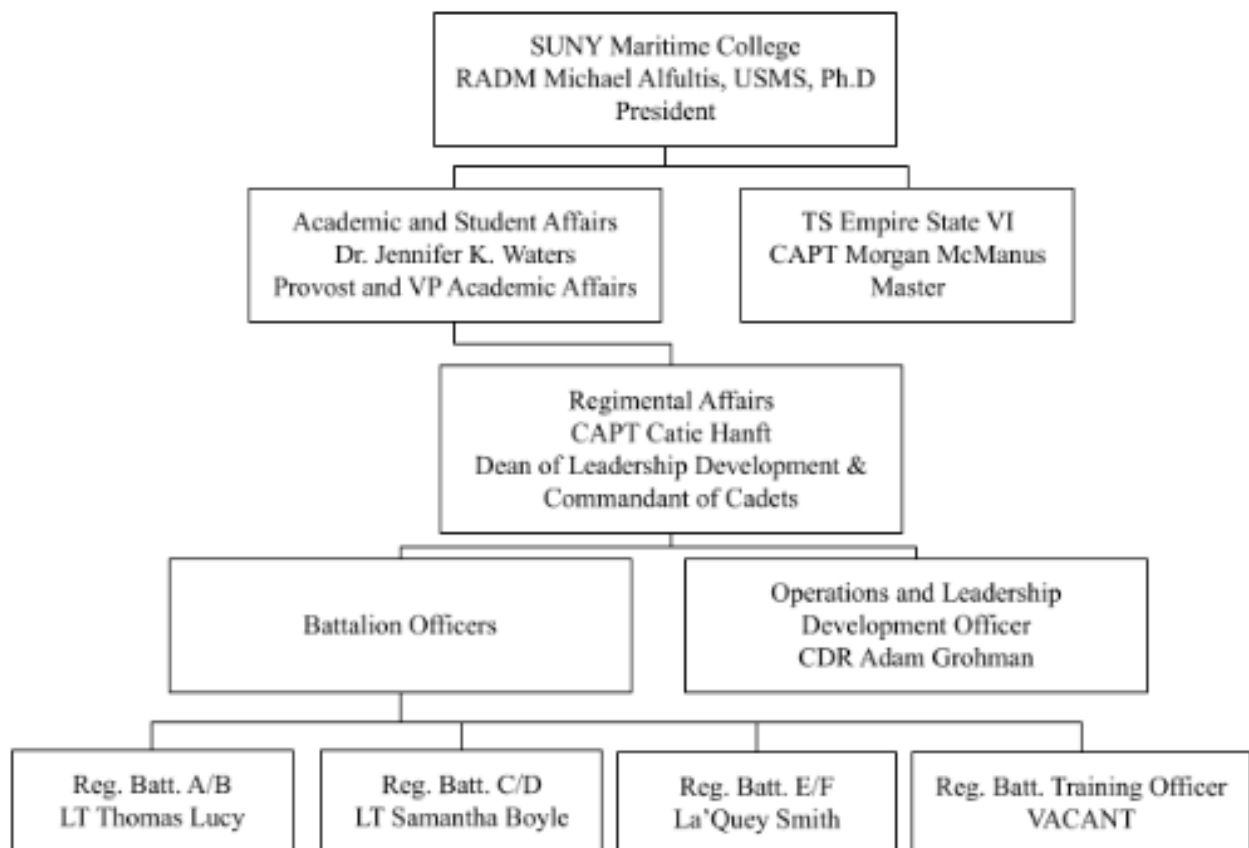 SUNY Maritime College
RADM Michael Alfultis, USMS, Ph.D
President
Academic and Student Affairs
Dr. Jennifer K. Waters
Provost and VP Academic Affairs
TS Empire State VI
CAPT Morgan McManus
Master
Regimental Affairs
CAPT Catie Hanft
Dean of Leadership Development &
Commandant of Cadets
Battalion Officers
Operations and Leadership
Development Officer
CDR Adam Grohman
Reg. Batt. A/B
LT Thomas Lucy
Reg. Batt. C/D
LT Samantha Boyle
Reg. Batt. E/F
La'Quey Smith
Reg. Batt. Training Officer
VACANT